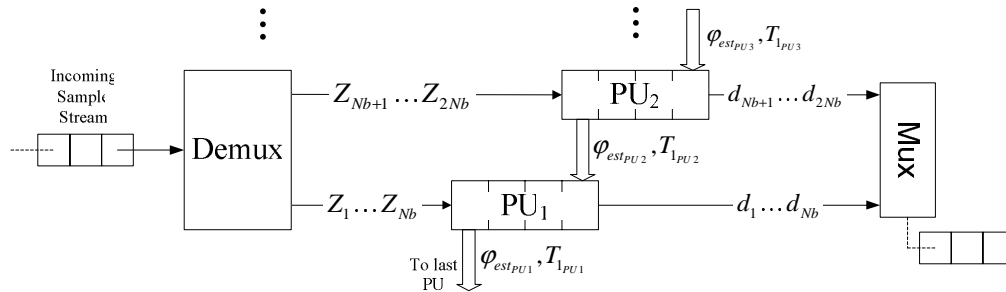 Incoming
Sample
Stream
Demux
Z_{Nb+1} ...Z_{2Nb}
PU_2
φ_{est_{PU3}}, T_{1_{PU3}}
d_{Nb+1} ...d_{2Nb}
Mux
φ_{est_{PU2}}, T_{1_{PU2}}
Z_1 ...Z_{Nb}
PU_1
d_1 ...d_{Nb}
To last
PU
φ_{est_{PU1}}, T_{1_{PU1}}